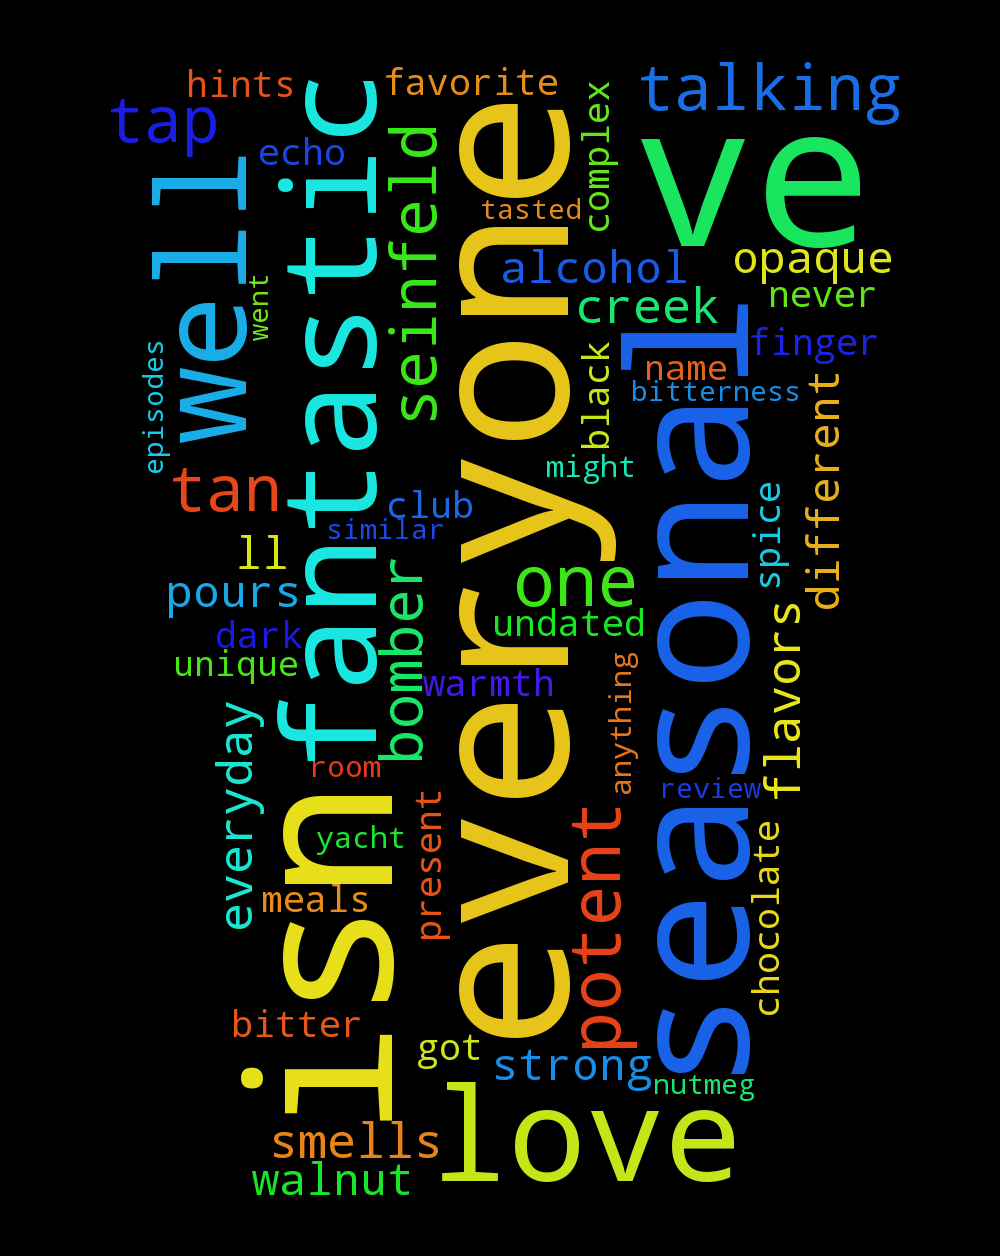 talking
hints
favorite
tap
echo
complex
ve
well
fantastic
seinfeld
everyone
tasted
alcohol
opaque
never
went
creek
finger
name
bitterness
episodes
black
seasonal
different
might
tan
club
similar
spice
ll
pours
one
undated
dark
unique
bomber
warmth
flavors
anything
everyday
room
review
isn
yacht
present
potent
chocolate
meals
bitter
got
strong
nutmeg
love
smells
walnut